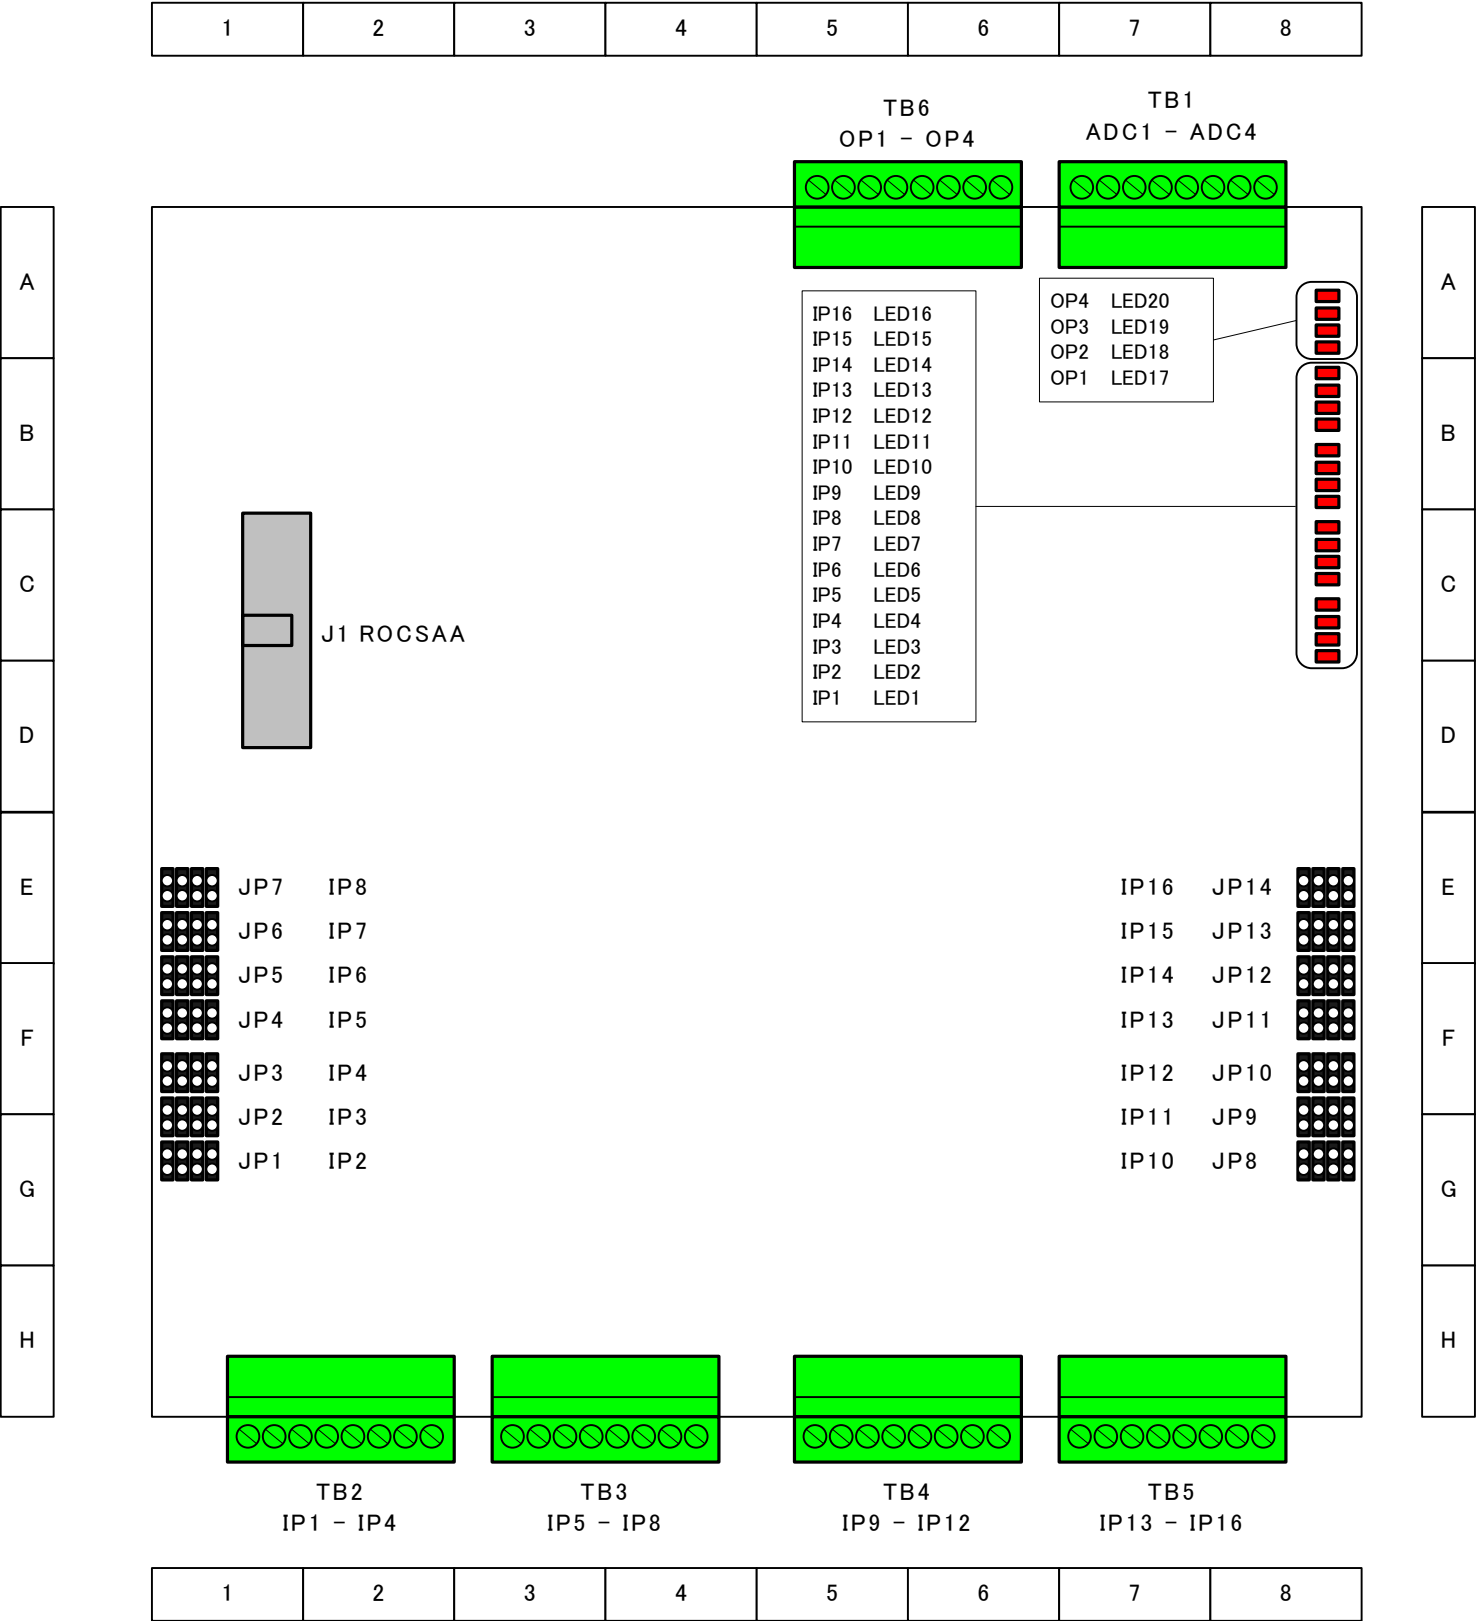 1 2 3 4 5 6 7 8
TB6
OP1 - OP4
TB1
ADC1 - ADC4
A
B
C
D
E
F
G
H
IP16 LED16
IP15 LED15
IP14 LED14
IP13 LED13
IP12 LED12
IP11 LED11
IP10 LED10
IP9 LED9
IP8 LED8
IP7 LED7
IP6 LED6
IP5 LED5
IP4 LED4
IP3 LED3
IP2 LED2
IP1 LED1
OP4 LED20
OP3 LED19
OP2 LED18
OP1 LED17
A
B
C
D
E
F
G
H
J1 ROCSAA
JP7 IP8
JP6 IP7
JP5 IP6
JP4 IP5
JP3 IP4
JP2 IP3
JP1 IP2
IP16 JP14
IP15 JP13
IP14 JP12
IP13 JP11
IP12 JP10
IP11 JP9
IP10 JP8
TB2
IP1 - IP4
TB3
IP5 - IP8
TB4
IP9 - IP12
TB5
IP13 - IP16
1 2 3 4 5 6 7 8